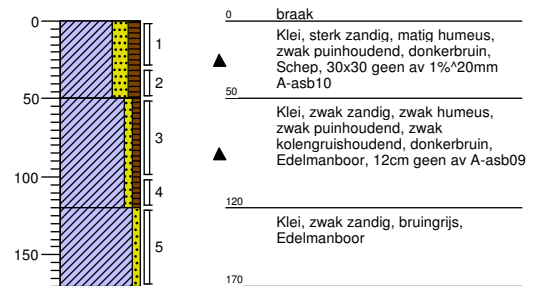 0
50
100
150
1
2
3
4
5
0 braak
Klei, sterk zandig, matig humeus,
zwak puinhoudend, donkerbruin,
Schep, 30x30 geen av 1%^20mm
A-asb10
50
Klei, zwak zandig, zwak humeus,
zwak puinhoudend, zwak
kolengruishoudend, donkerbruin,
Edelmanboor, 12cm geen av A-asb09
120
Klei, zwak zandig, bruingrijs,
Edelmanboor
170